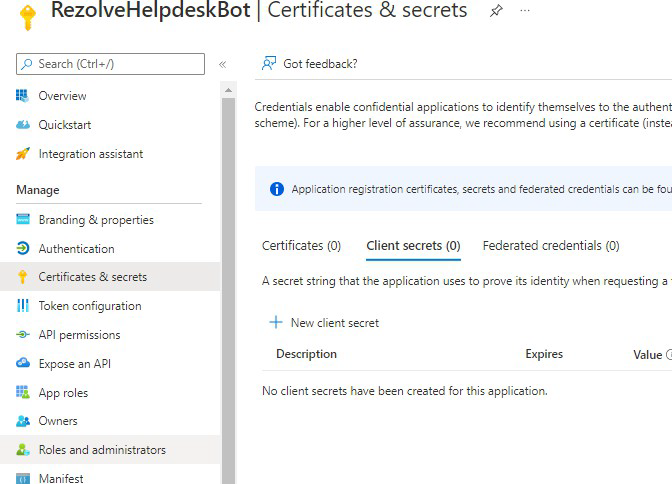 RezolveHelpdeskBot | Certificates & secrets
Search (Ctrl+/)
«
Overview
Quickstart
Integration assistant
Manage
Branding & properties
Authentication
Certificates & secrets
Token configuration
API permissions
Expose an API
App roles
Owners
Roles and administrators
Manifest
Got feedback?
Credentials enable confidential applications to identify themselves to the authent
scheme). For a higher level of assurance, we recommend using a certificate (instea
Application registration certificates, secrets and federated credentials can be fou
Certificates (0) Client secrets (0) Federated credentials (0)
A secret string that the application uses to prove its identity when requesting a
New client secret
Description Expires Value
No client secrets have been created for this application.